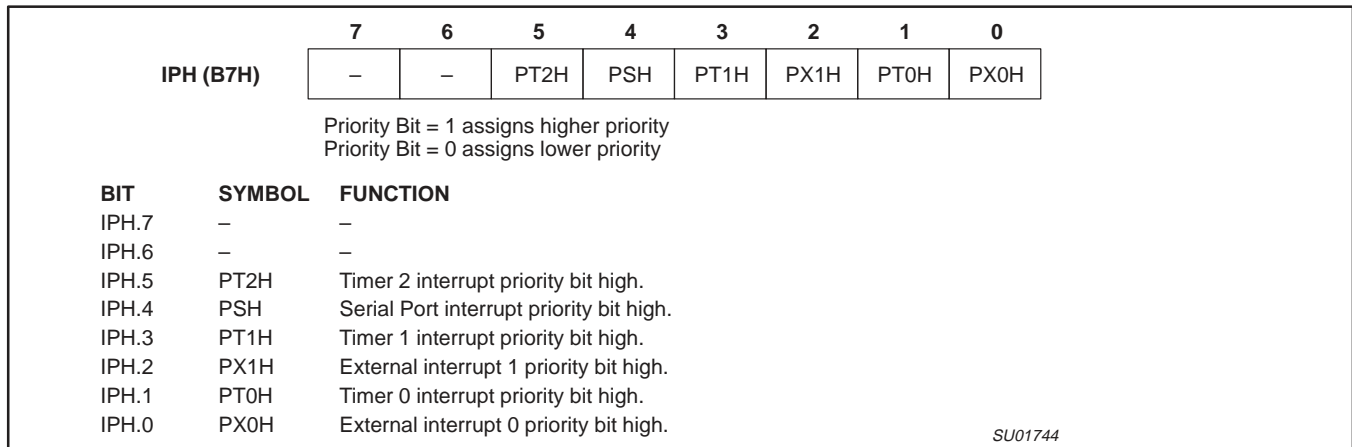 7 6 5 4 3 2 1 0
IPH (B7H) – – PT2H PSH PT1H PX1H PT0H PX0H
Priority Bit = 1 assigns higher priority
Priority Bit = 0 assigns lower priority
BIT SYMBOL FUNCTION
IPH.7 – –
IPH.6 – –
IPH.5 PT2H Timer 2 interrupt priority bit high.
IPH.4 PSH Serial Port interrupt priority bit high.
IPH.3 PT1H Timer 1 interrupt priority bit high.
IPH.2 PX1H External interrupt 1 priority bit high.
IPH.1 PT0H Timer 0 interrupt priority bit high.
IPH.0 PX0H External interrupt 0 priority bit high.
SU01744